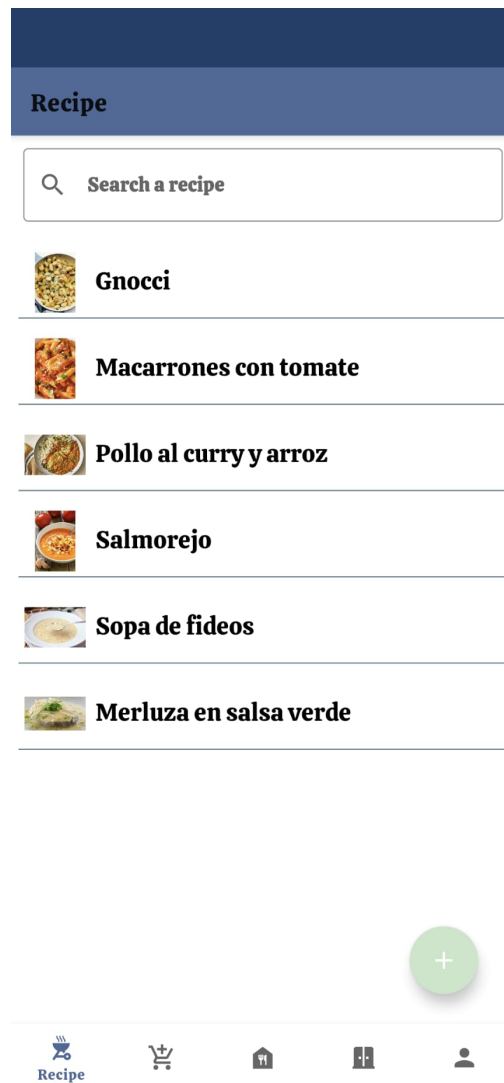 Recipe
Search a recipe
Gnocci
Macarrones con tomate
Pollo al curry y arroz
Salmorejo
Sopa de fideos
Merluza en salsa verde
Recipe